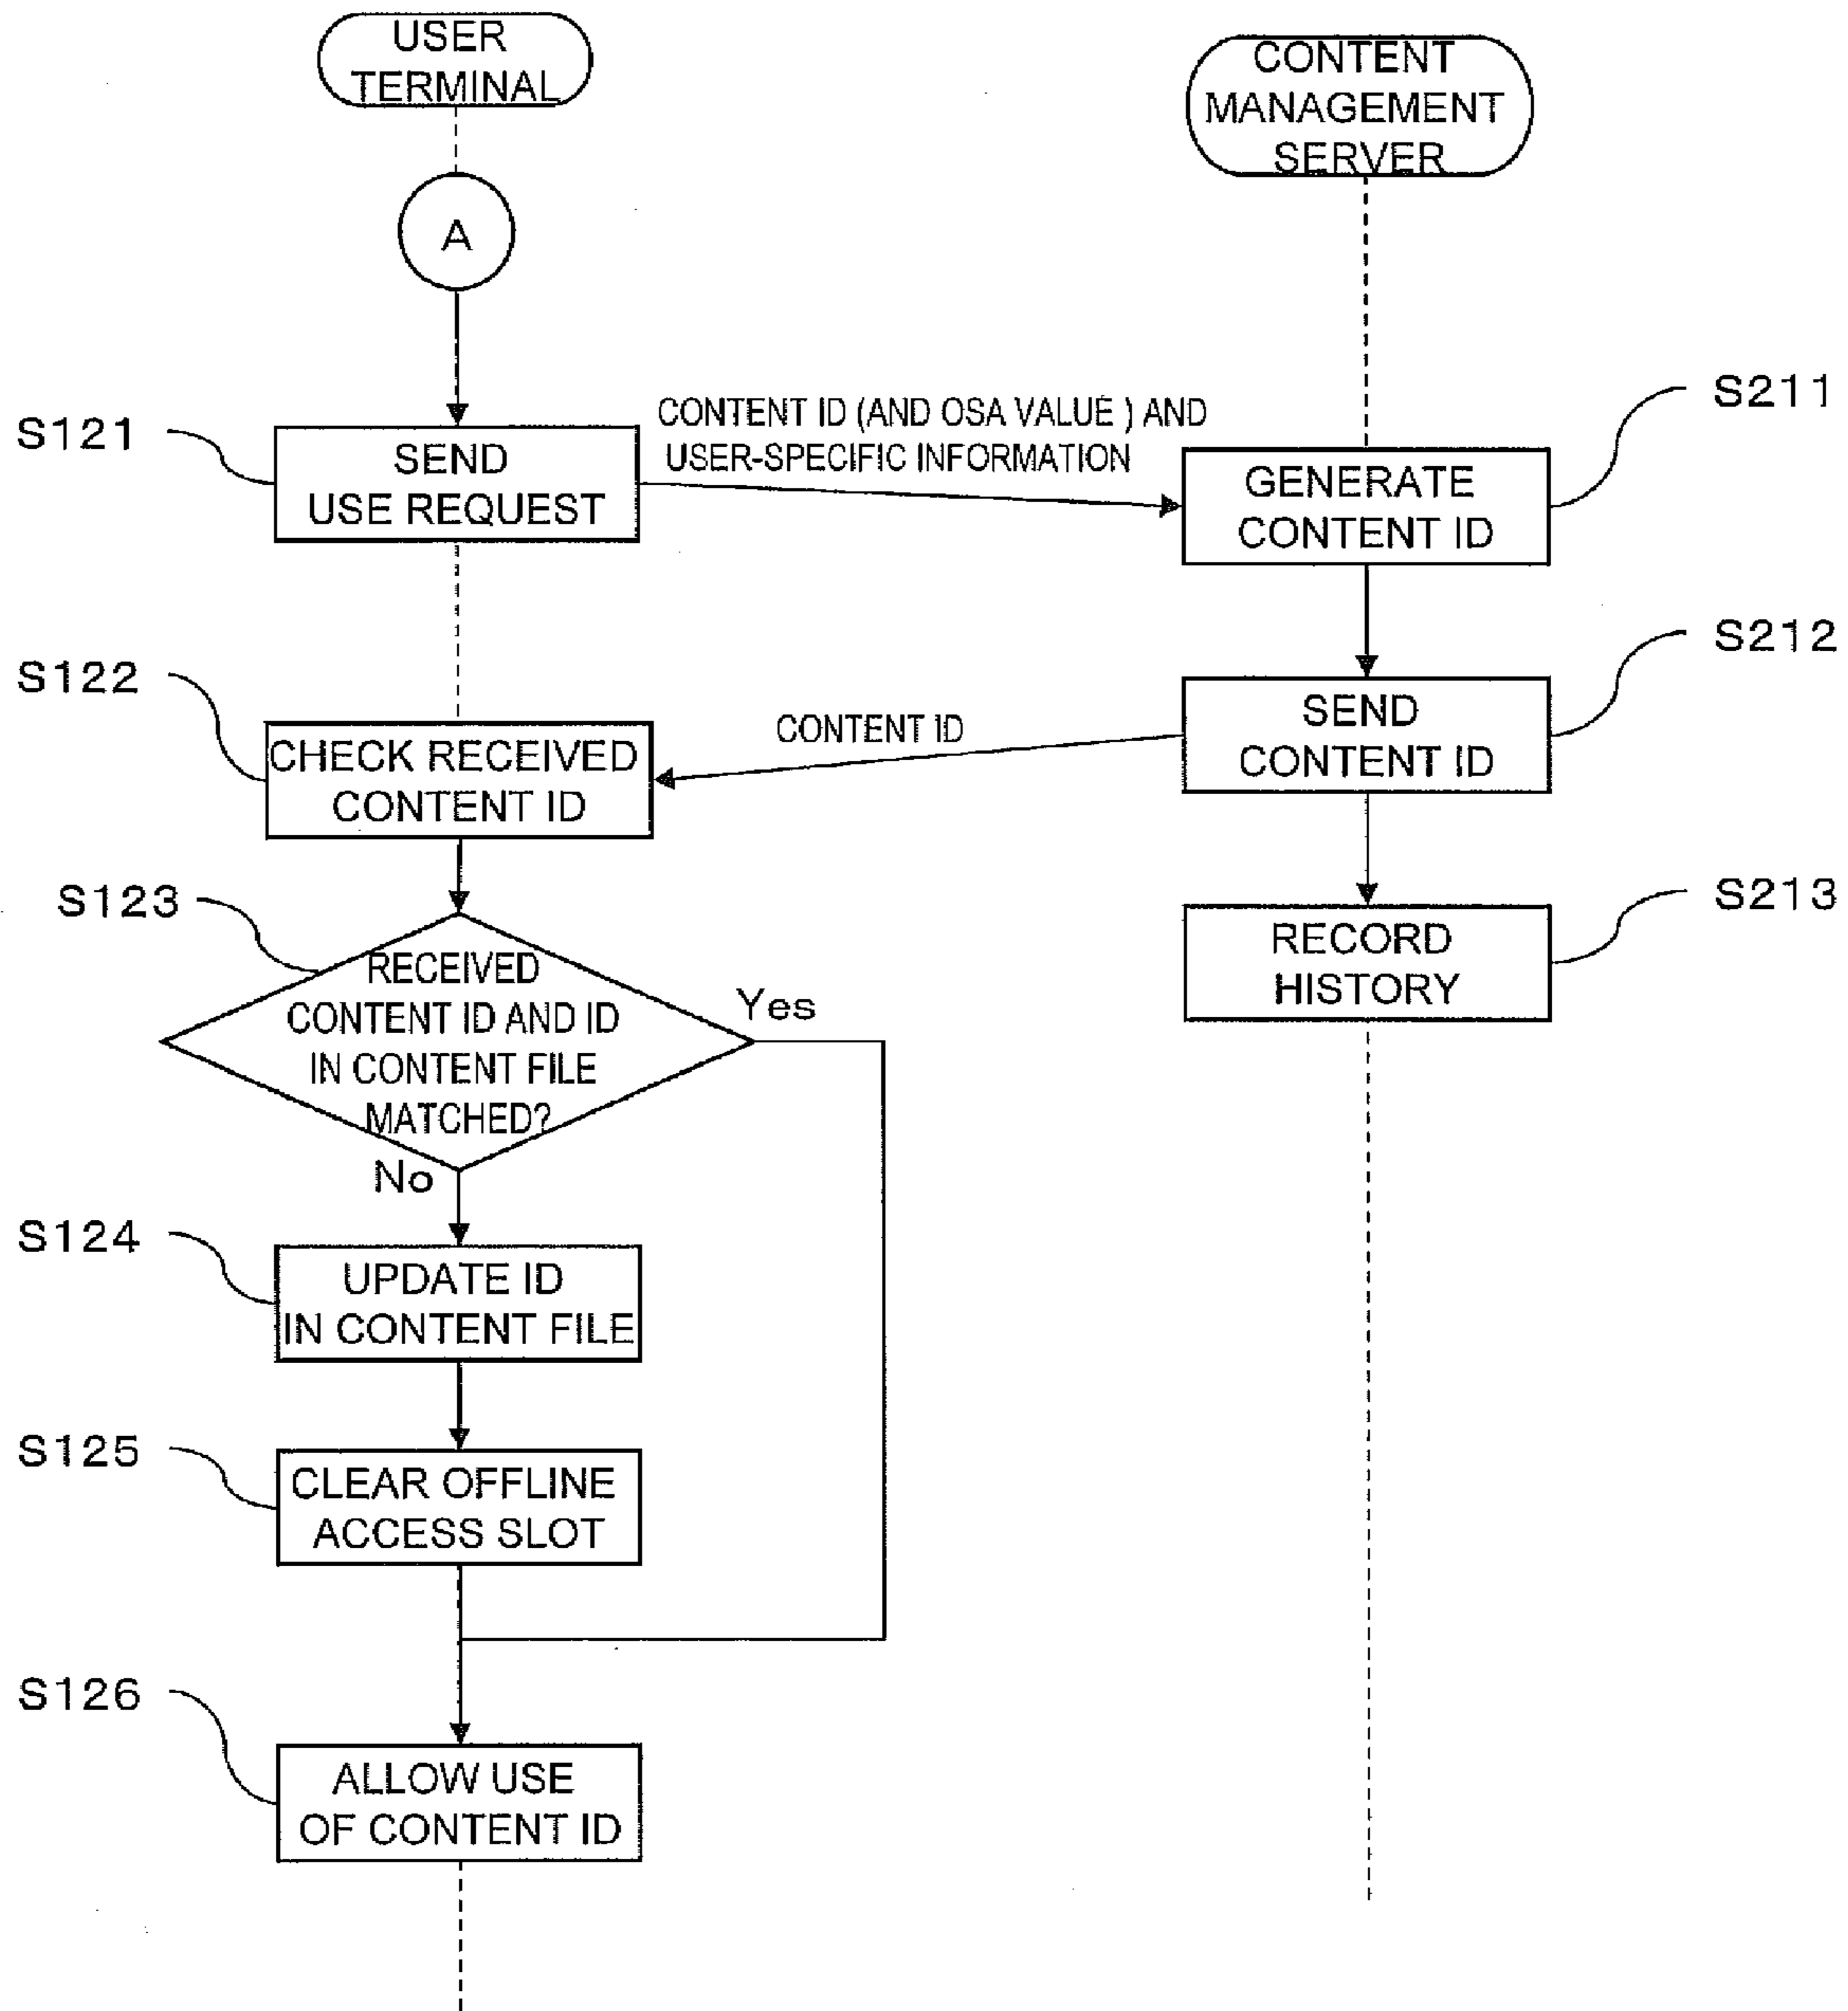 USER
TERMINAL
CONTENT
MANAGEMENT
SERVER
A
S121
SEND
USE REQUEST
CONTENT ID (AND OSA VALUE ) AND
USER-SPECIFIC INFORMATION
GENERATE
CONTENT ID
S211
S122
CHECK RECEIVED
CONTENT ID
CONTENT ID
SEND
CONTENT ID
S212
S123
RECEIVED
CONTENT ID AND ID
IN CONTENT FILE
MATCHED?
Yes
No
RECORD
HISTORY
S213
S124
UPDATE ID
IN CONTENT FILE
S125
CLEAR OFFLINE
ACCESS SLOT
S126
ALLOW USE
OF CONTENT ID